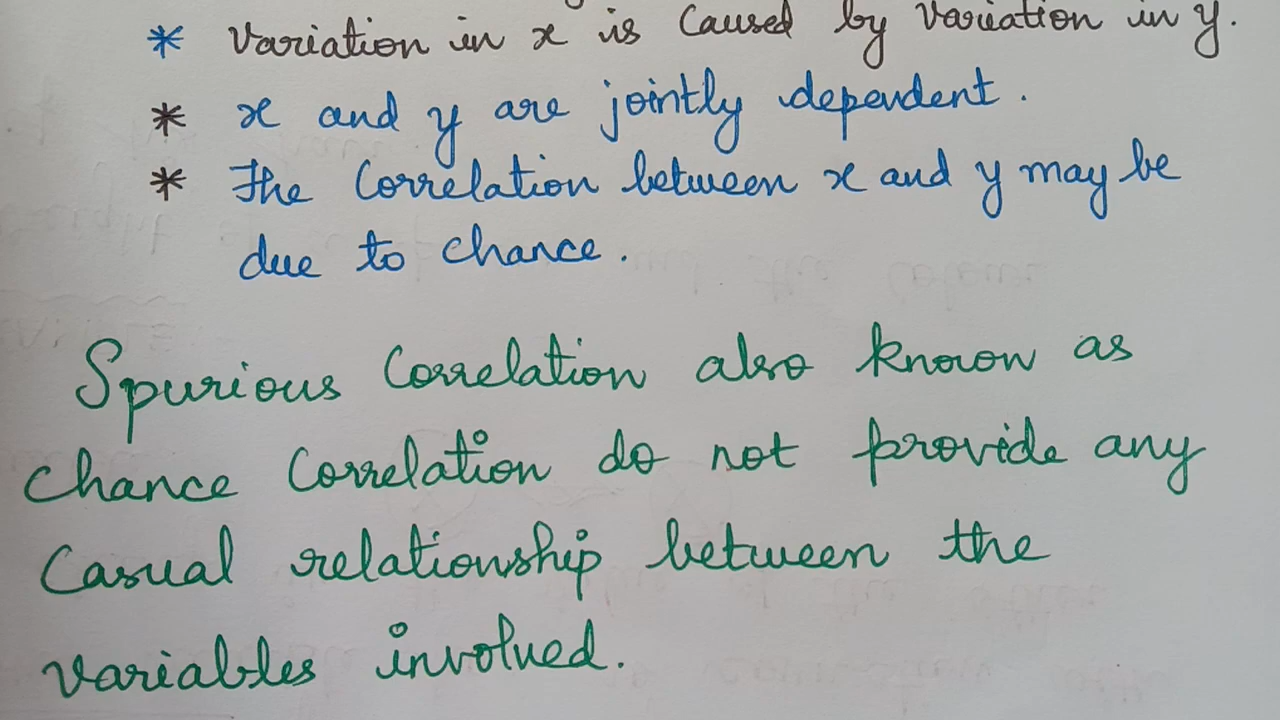 * Variation in x is Caused by Variation in y.
* x and y are jointly dependent.
* The Correlation between x and y may be
due to chance.
Spurious Correlation also known as
chance Correlation do not provide any
Casual relationship between the
variables involved.